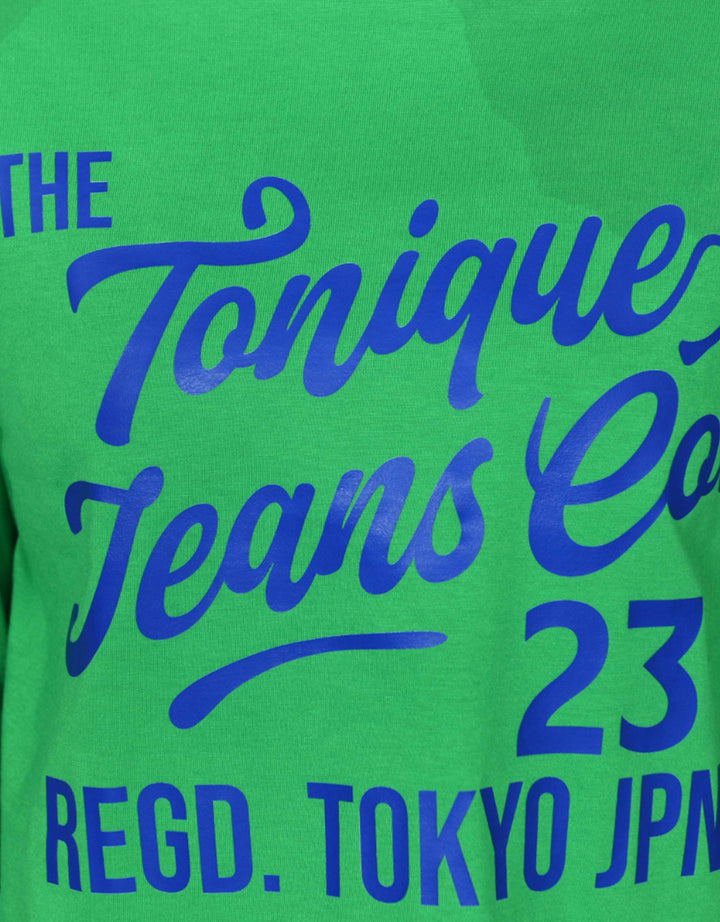 THE
Tonique
Jeans Co
23
REGD. TOKYO JPN